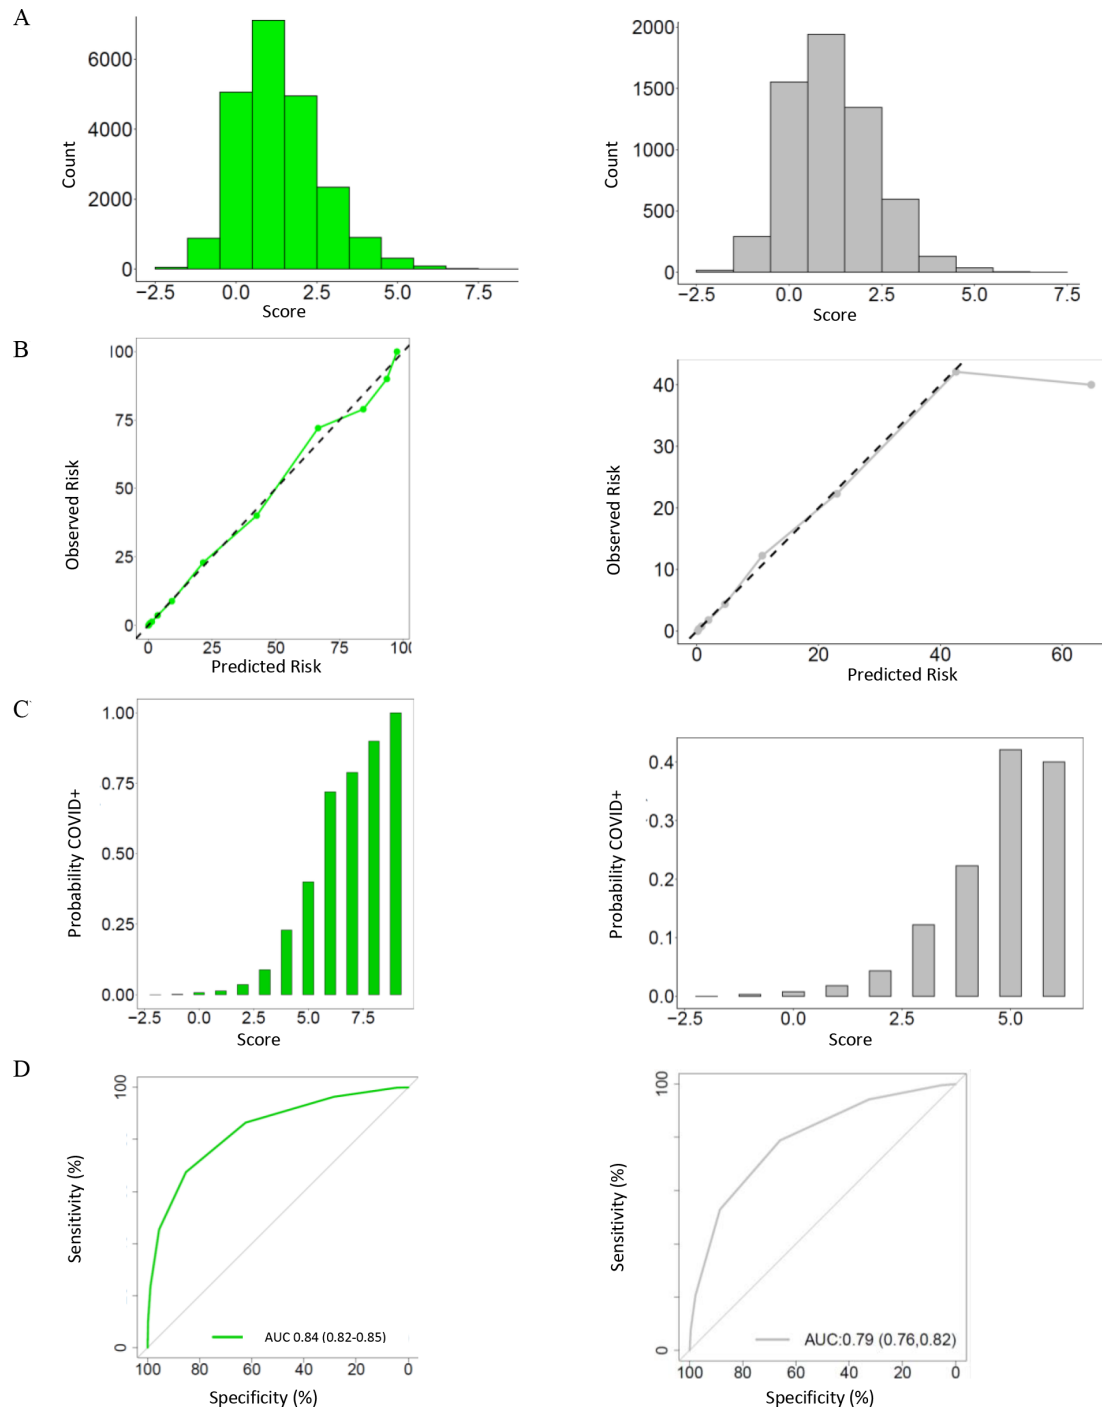 A
6000
4000
2000
0
Count
−2.5 0.0 2.5 5.0 7.5
Score
2000
1500
1000
500
0
Count
−2.5 0.0 2.5 5.0 7.5
Score
B
100
75
50
25
0
Observed Risk
0 25 50 75 100
Predicted Risk
40
30
20
10
0
Observed Risk
0 20 40 60
Predicted Risk
C
1.00
0.75
0.50
0.25
0.00
Probability COVID+
−2.5 0.0 2.5 5.0 7.5
Score
0.4
0.3
0.2
0.1
0.0
Probability COVID+
−2.5 0.0 2.5 5.0
Score
D
100
0
Sensitivity (%)
AUC 0.84 (0.82-0.85)
100 80 60 40 20 0
Specificity (%)
100
0
Sensitivity (%)
AUC:0.79 (0.76,0.82)
100 80 60 40 20 0
Specificity (%)